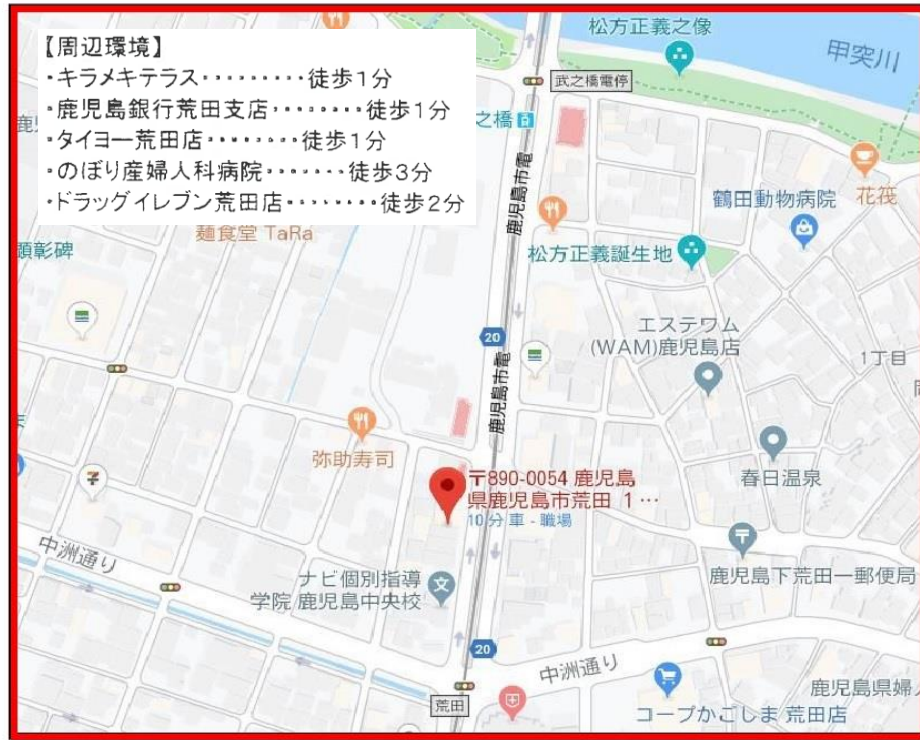 【周辺環境】
・キラメキテラス・・・・・・・・・徒歩1分
・鹿児島銀行荒田支店・・・・・・・・徒歩1分
・タイヨー荒田店・・・・・・・・徒歩1分
・のぼり産婦人科病院・・・・・・・徒歩3分
・ドラッグイレブン荒田店・・・・・・・・徒歩2分
松方正義之像
甲突川
武之橋電停
之橋
鹿児島市電
鶴田動物病院
花筏
麺食堂 TaRa
顕彰碑
松方正義誕生地
20
エステワム
(WAM)鹿児島店
1丁目
鹿児島市電
弥助寿司
〒890-0054 鹿児島
県鹿児島市荒田 1 …
10 分 車 - 職場
春日温泉
中洲通り
ナビ個別指導
学院 鹿児島中央校
文
鹿児島下荒田一郵便局
20
中洲通り
荒田
鹿児島県婦人
コープかごしま 荒田店